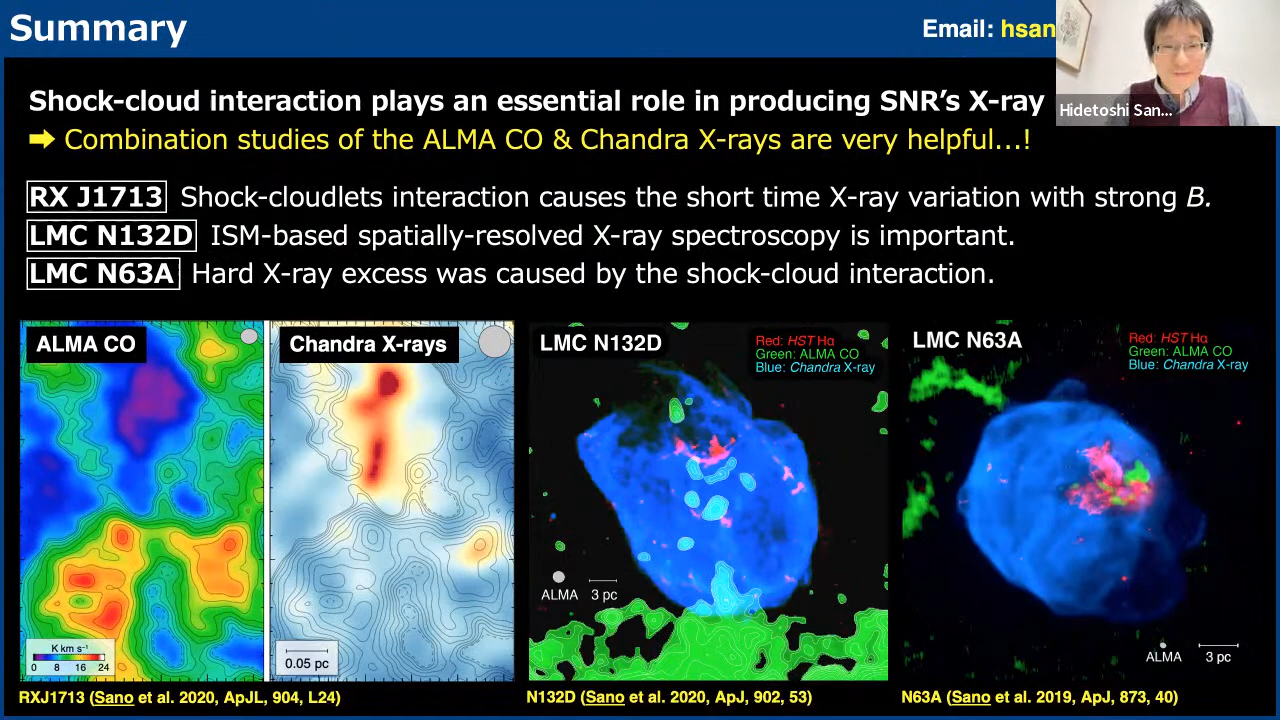 Summary
Email: hsan
Hidetoshi San...
Shock-cloud interaction plays an essential role in producing SNR's X-ray
➡ Combination studies of the ALMA CO & Chandra X-rays are very helpful...!
RX J1713 Shock-cloudlets interaction causes the short time X-ray variation with strong B.
LMC N132D ISM-based spatially-resolved X-ray spectroscopy is important.
LMC N63A Hard X-ray excess was caused by the shock-cloud interaction.
ALMA CO
K km s⁻¹
0 8 16 24
Chandra X-rays
0.05 pc
LMC N132D
Red: HST Hα
Green: ALMA CO
Blue: Chandra X-ray
ALMA 3 pc
LMC N63A
Red: HST Hα
Green: ALMA CO
Blue: Chandra X-ray
ALMA 3 pc
RXJ1713 (Sano et al. 2020, ApJL, 904, L24)
N132D (Sano et al. 2020, ApJ, 902, 53)
N63A (Sano et al. 2019, ApJ, 873, 40)